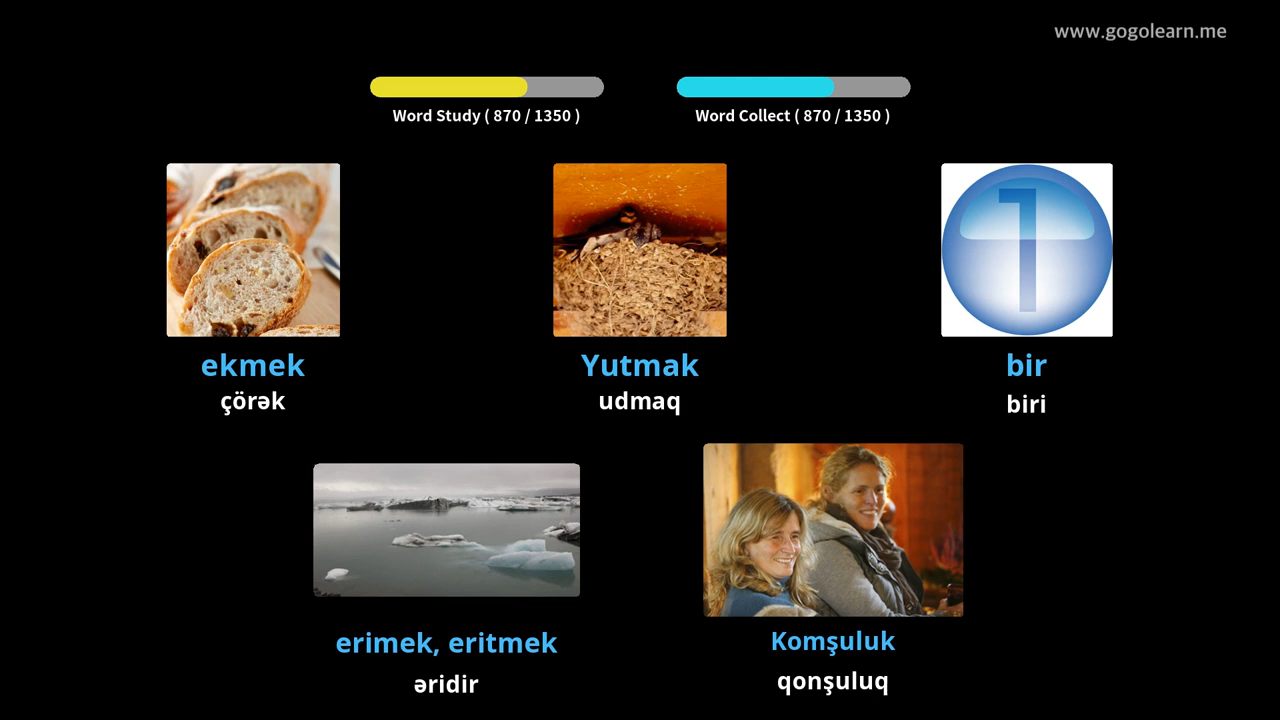 www.gogolearn.me
Word Study ( 870 / 1350 )
Word Collect ( 870 / 1350 )
ekmek
çörək
Yutmak
udmaq
bir
biri
erimek, eritmek
əridir
Komşuluk
qonşuluq